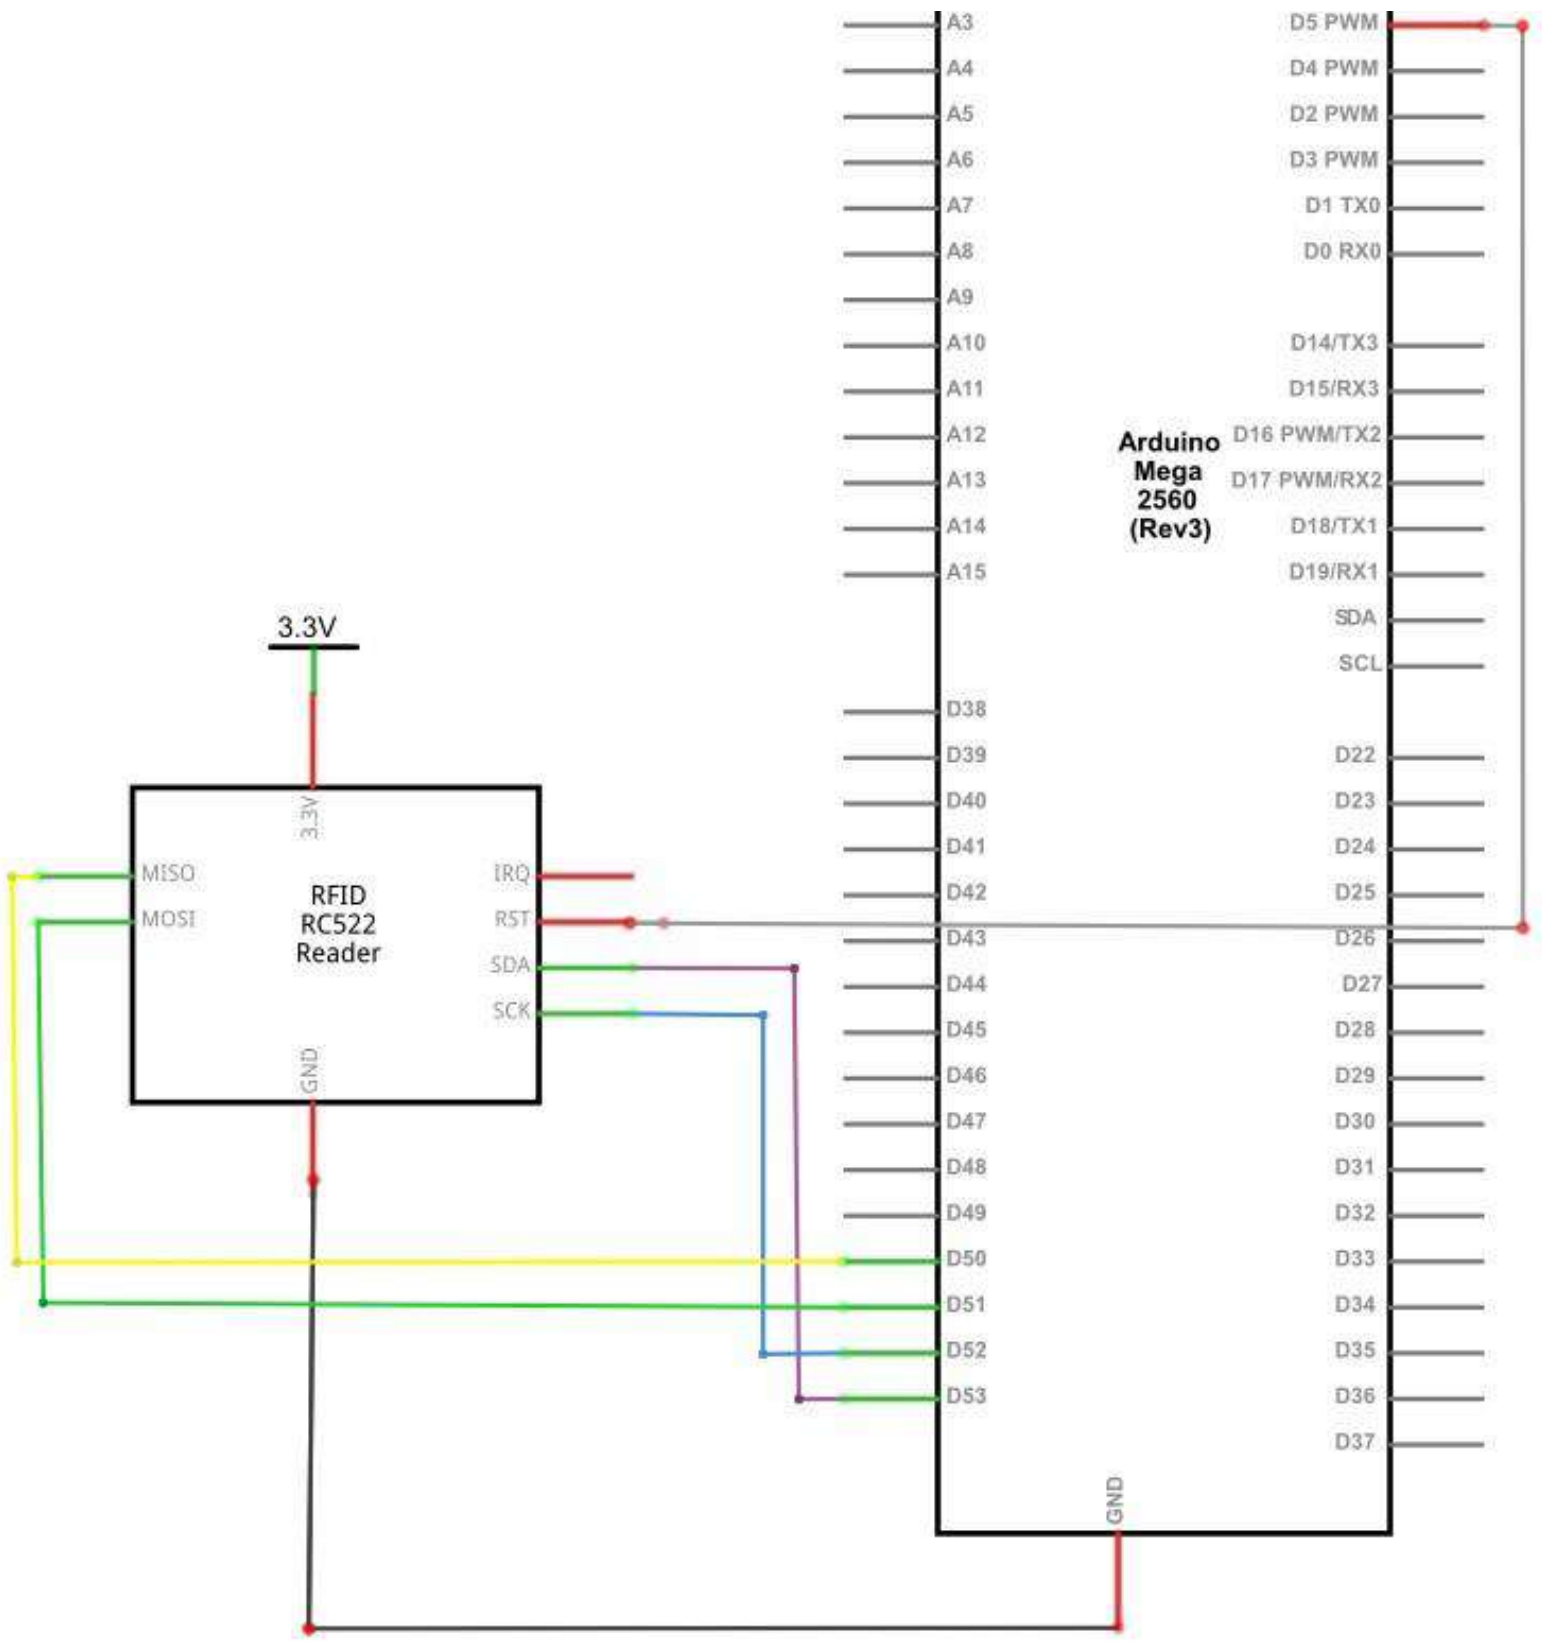 A3
D5 PWM
A4
D4 PWM
A5
D2 PWM
A6
D3 PWM
A7
D1 TX0
A8
D0 RX0
A9
A10
D14/TX3
A11
D15/RX3
A12
Arduino
Mega
2560
(Rev3)
D16 PWM/TX2
A13
D17 PWM/RX2
A14
D18/TX1
A15
D19/RX1
SDA
SCL
3.3V
D38
D39
D22
D40
D23
D41
D24
D42
D25
D43
D26
D44
D27
D45
D28
D46
D29
D47
D30
D48
D31
D49
D32
D50
D33
D51
D34
D52
D35
D53
D36
D37
GND
3.3V
MISO
MOSI
RFID
RC522
Reader
IRQ
RST
SDA
SCK
GND